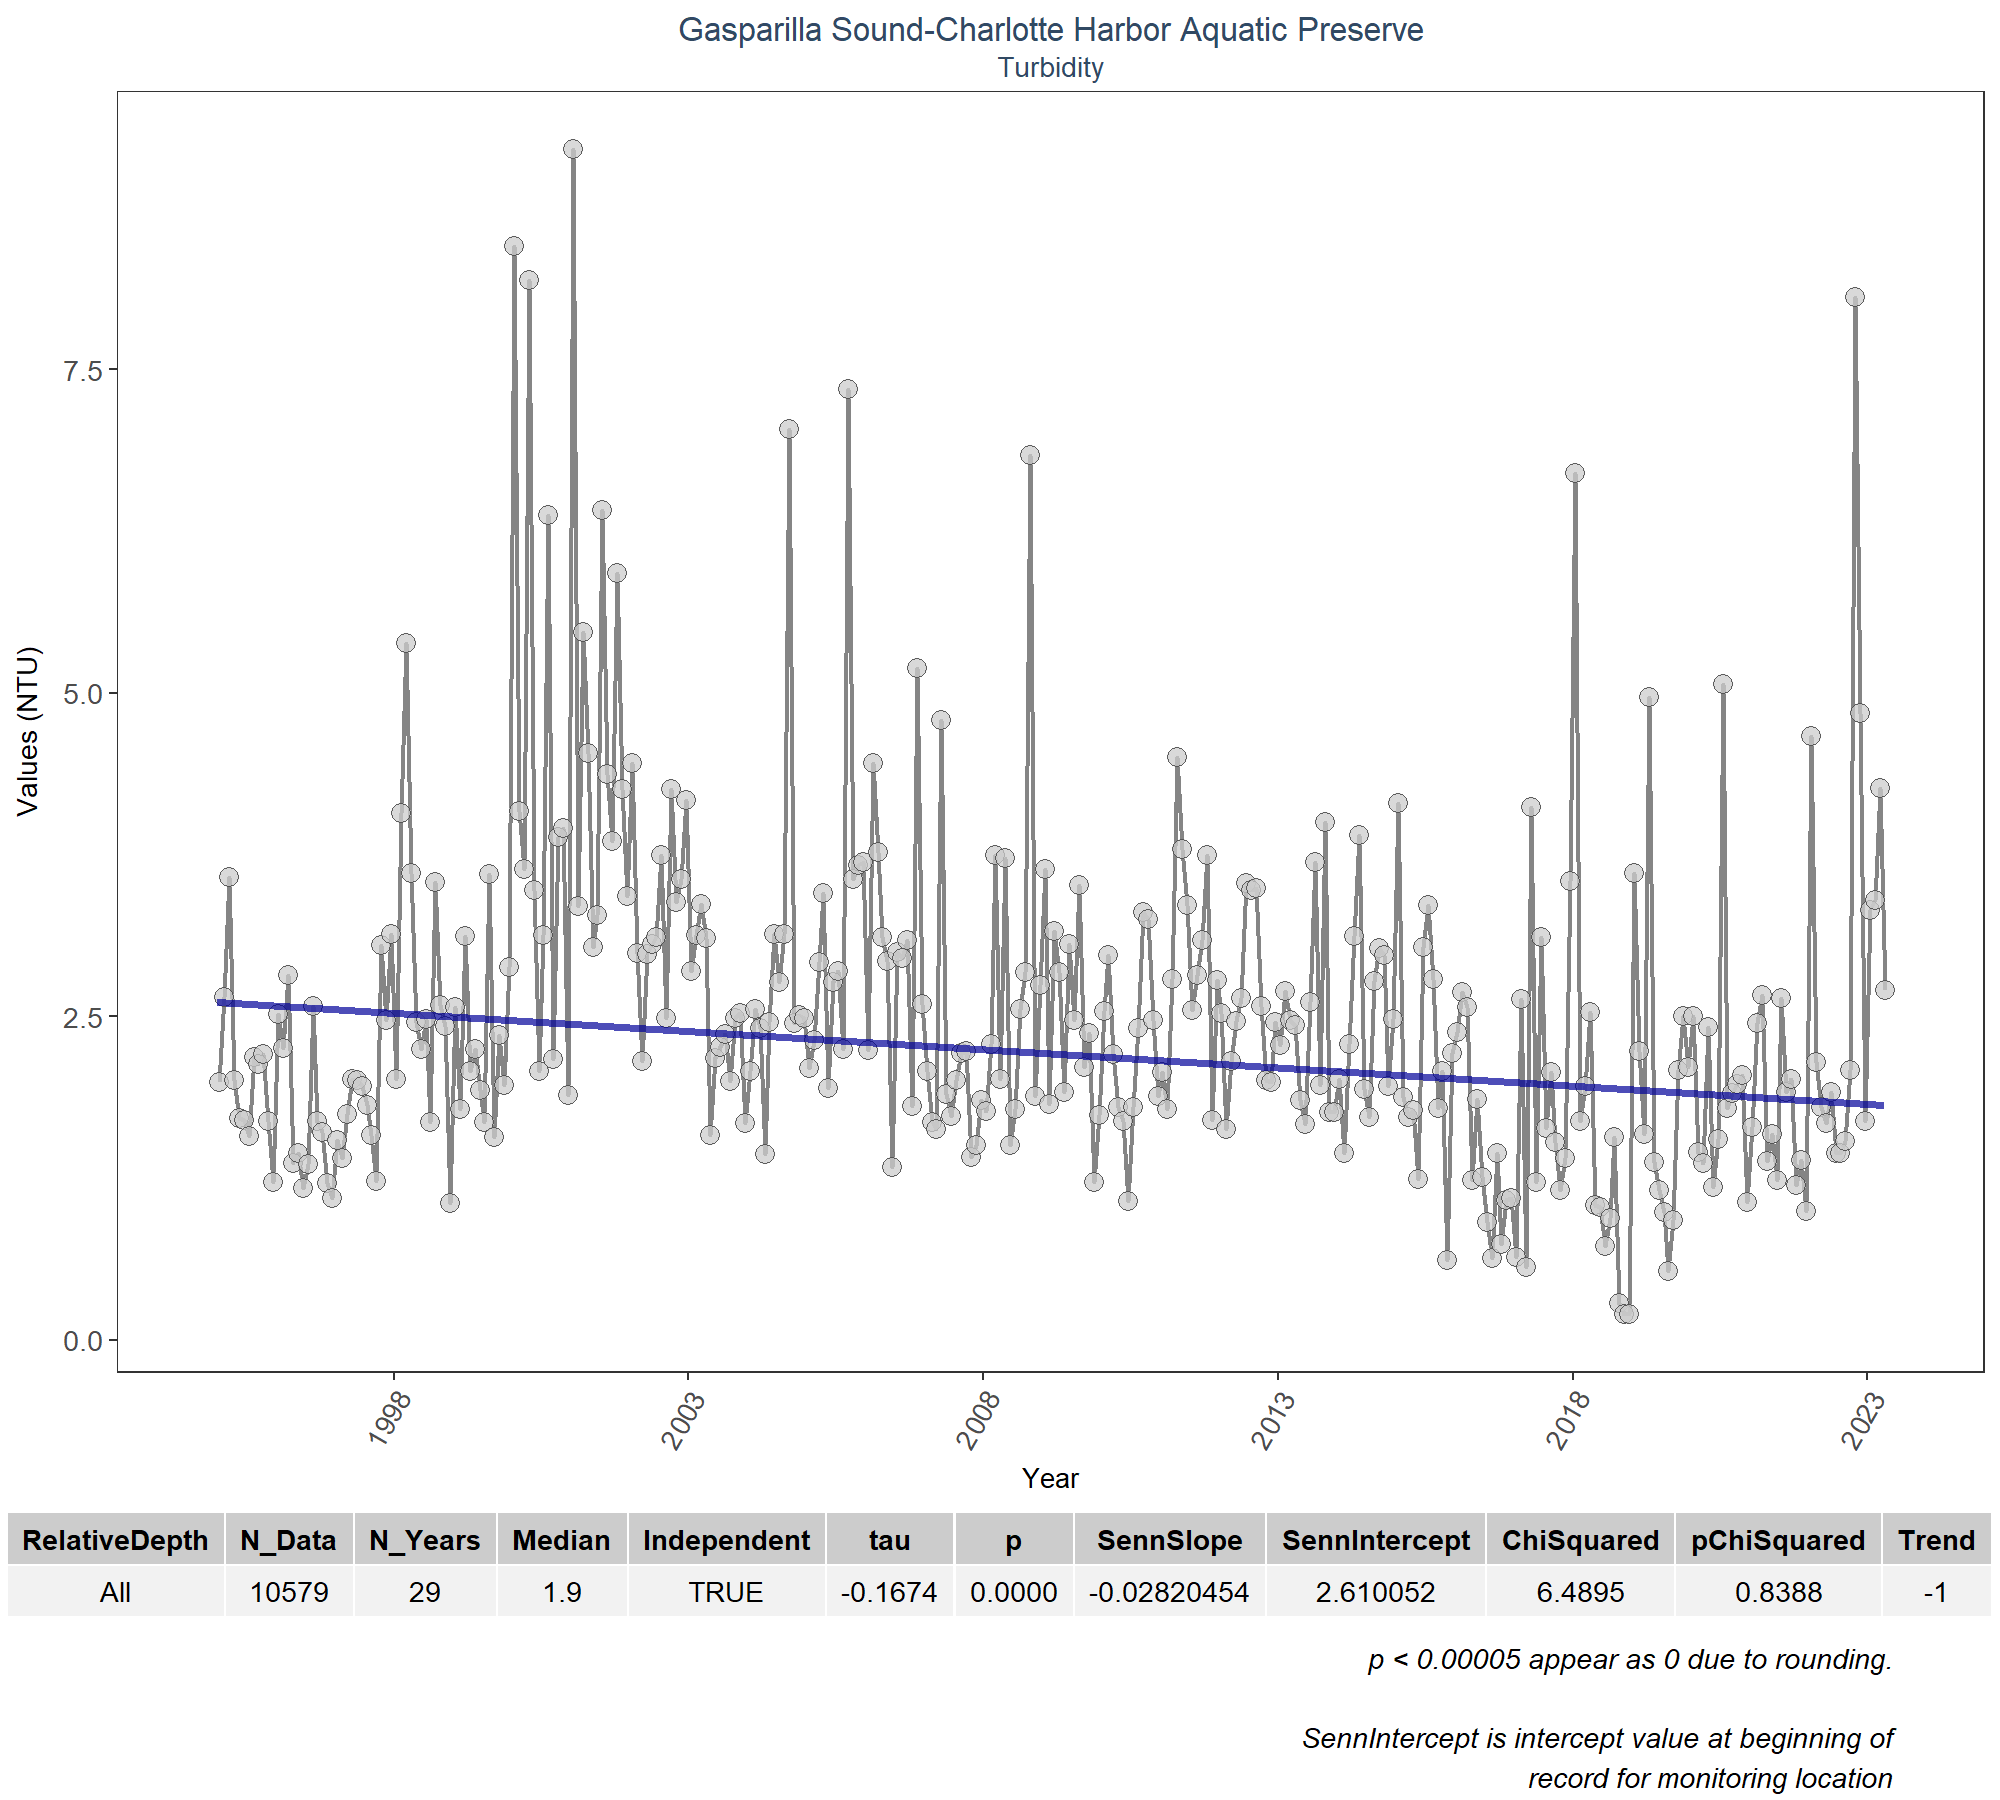 Gasparilla Sound-Charlotte Harbor Aquatic Preserve
Turbidity
Values (NTU)
7.5
5.0
2.5
0.0
1998 2003 2008 2013 2018 2023
Year
RelativeDepth N_Data N_Years Median Independent tau p SennSlope SennIntercept ChiSquared pChiSquared Trend
All 10579 29 1.9 TRUE -0.1674 0.0000 -0.02820454 2.610052 6.4895 0.8388 -1
p < 0.00005 appear as 0 due to rounding.
SennIntercept is intercept value at beginning of
record for monitoring location